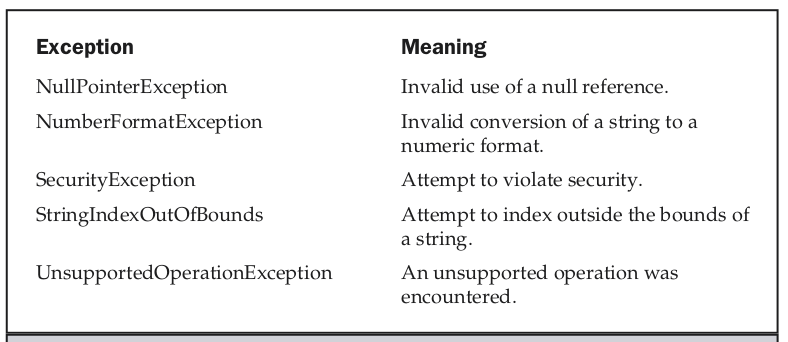 Exception Meaning
NullPointerException Invalid use of a null reference.
NumberFormatException Invalid conversion of a string to a
numeric format.
SecurityException Attempt to violate security.
StringIndexOutOfBounds Attempt to index outside the bounds of
a string.
UnsupportedOperationException An unsupported operation was
encountered.